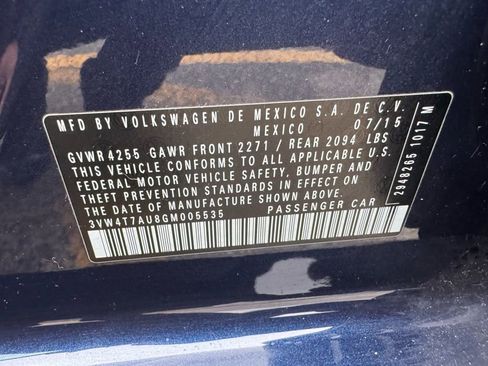 MFD BY VOLKSWAGEN DE MEXICO S.A. DE C.V.
MEXICO 07/15
GVWR 4255 GAWR FRONT 2271 / REAR 2094 LBS
THIS VEHICLE CONFORMS TO ALL APPLICABLE U.S.
FEDERAL MOTOR VEHICLE SAFETY, BUMPER AND
THEFT PREVENTION STANDARDS IN EFFECT ON
THE DATE OF MANUFACTURE SHOWN ABOVE.
3VW4T7AU8GM005535 PASSENGER CAR
2948265 1017 M